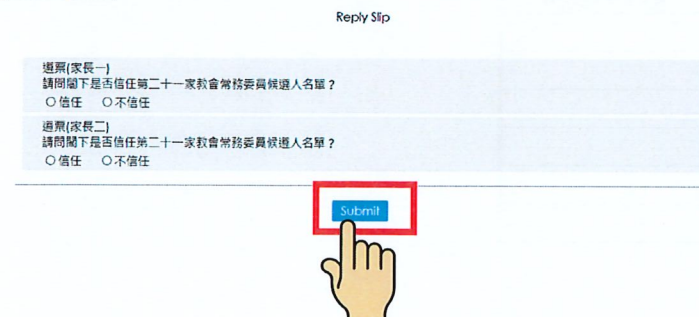 Reply Slip
選票(家長一)
請問閣下是否信任第二十一家教會常務委員候選人名單？
信任 不信任
選票(家長二)
請問閣下是否信任第二十一家教會常務委員候選人名單？
信任 不信任
Submit